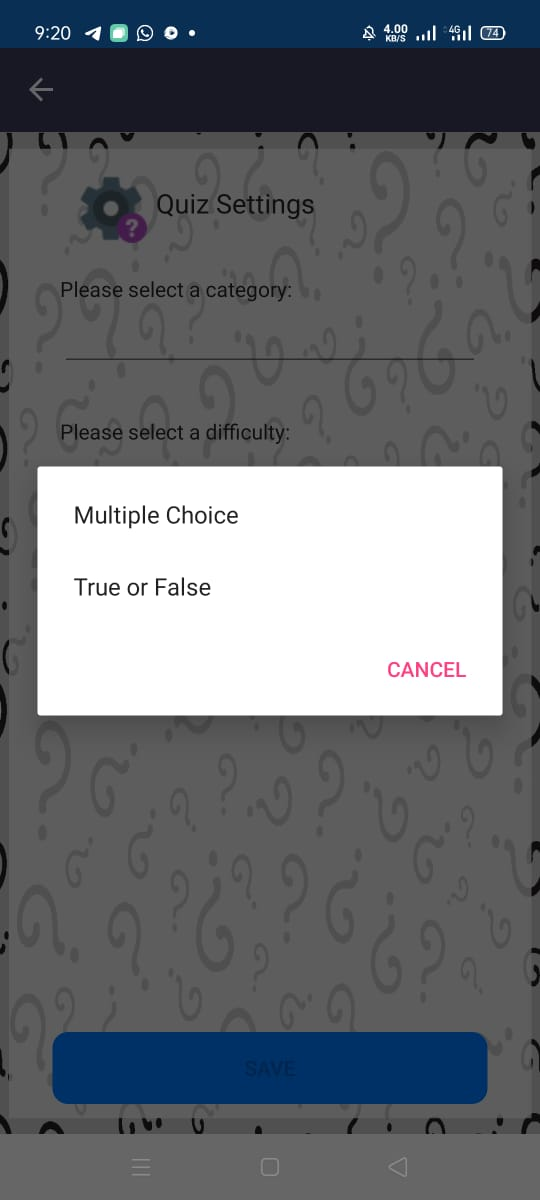 9:20
4.00
KB/S
4G
74
?
Quiz Settings
Please select a category:
Please select a difficulty:
Multiple Choice
True or False
CANCEL
SAVE